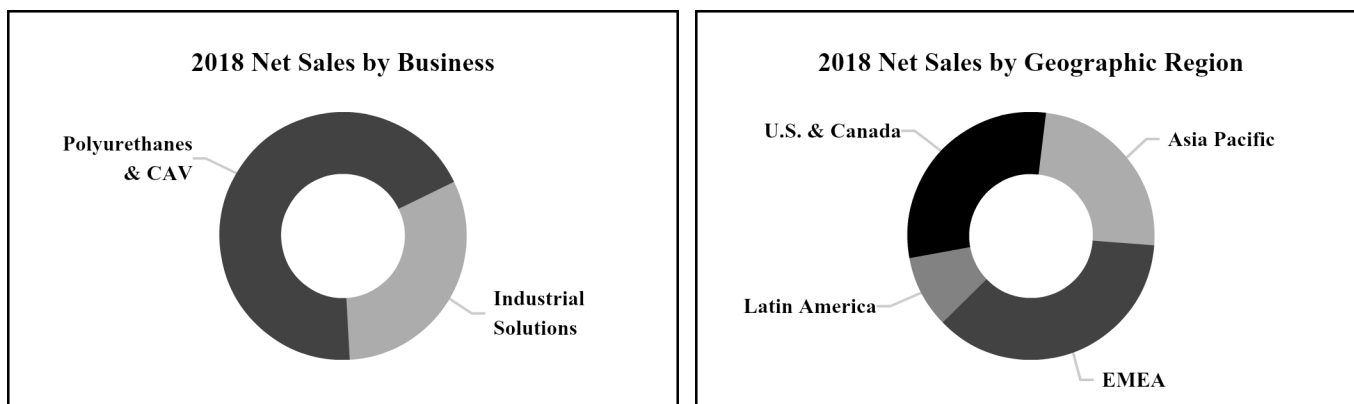 2018 Net Sales by Business
Polyurethanes
& CAV
Industrial
Solutions
2018 Net Sales by Geographic Region
U.S. & Canada
Asia Pacific
Latin America
EMEA